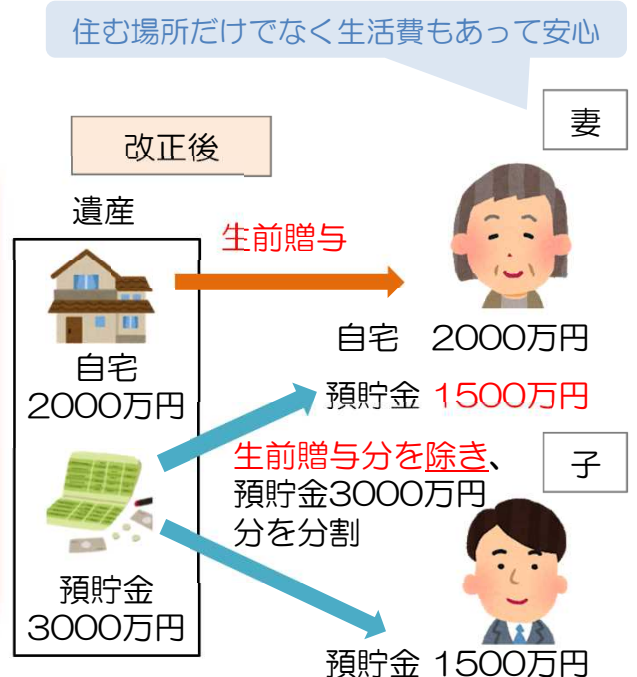 住む場所だけでなく生活費もあって安心
妻
改正後
遺産
生前贈与
自宅
2000万円
自宅 2000万円
預貯金 1500万円
生前贈与分を除き、
預貯金3000万円
分を分割
子
預貯金
3000万円
預貯金 1500万円